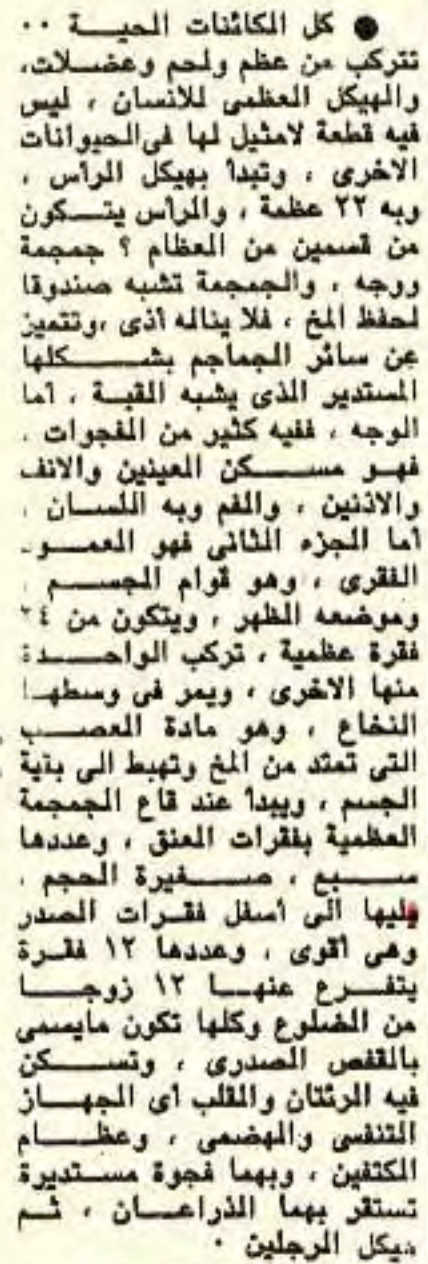 ● كل الكائنات الحية ..
تتركب من عظم ولحم وعضلات،
والهيكل العظمى للانسان ، ليس
فيه قطعة لامثيل لها فى الحيوانات
الاخرى ، وتبدأ بهيكل الرأس ،
وبه ٢٢ عظمة ، والرأس يتكون
من قسمين من العظام ؟ جمجمة
ووجه ، والجمجمة تشبه صندوقا
لحفظ المخ ، فلا يناله أذى ،وتتميز
عن سائر الجماجم بشكلها
المستدير الذى يشبه القبة ، أما
الوجه ، ففيه كثير من الفجوات .
فهو مسكن العينين والانف
والاذنين ، والفم وبه اللسان .
أما الجزء الثانى فهو العمود
الفقرى ، وهو قوام الجسم .
وموضعه الظهر ، ويتكون من ٢٤
فقرة عظمية ، تركب الواحدة
منها الاخرى ، ويمر فى وسطها
النخاع ، وهو مادة العصب
التى تمتد من المخ وتهبط الى بقية
الجسم ، ويبدأ عند قاع الجمجمة
العظمية بفقرات العنق ، وعددها
سبع ، صغيرة الحجم .
يليها الى أسفل فقرات الصدر
وهى أقوى ، وعددها ١٢ فقرة
يتفرع عنها ١٢ زوجا
من الضلوع وكلها تكون مايسمى
بالقفص الصدرى ، وتسكن
فيه الرئتان والقلب أى الجهاز
التنفسى والهضمى ، وعظام
الكتفين ، وبهما فجوة مستديرة
تستقر بهما الذراعان ، ثم
هيكل الرجلين .